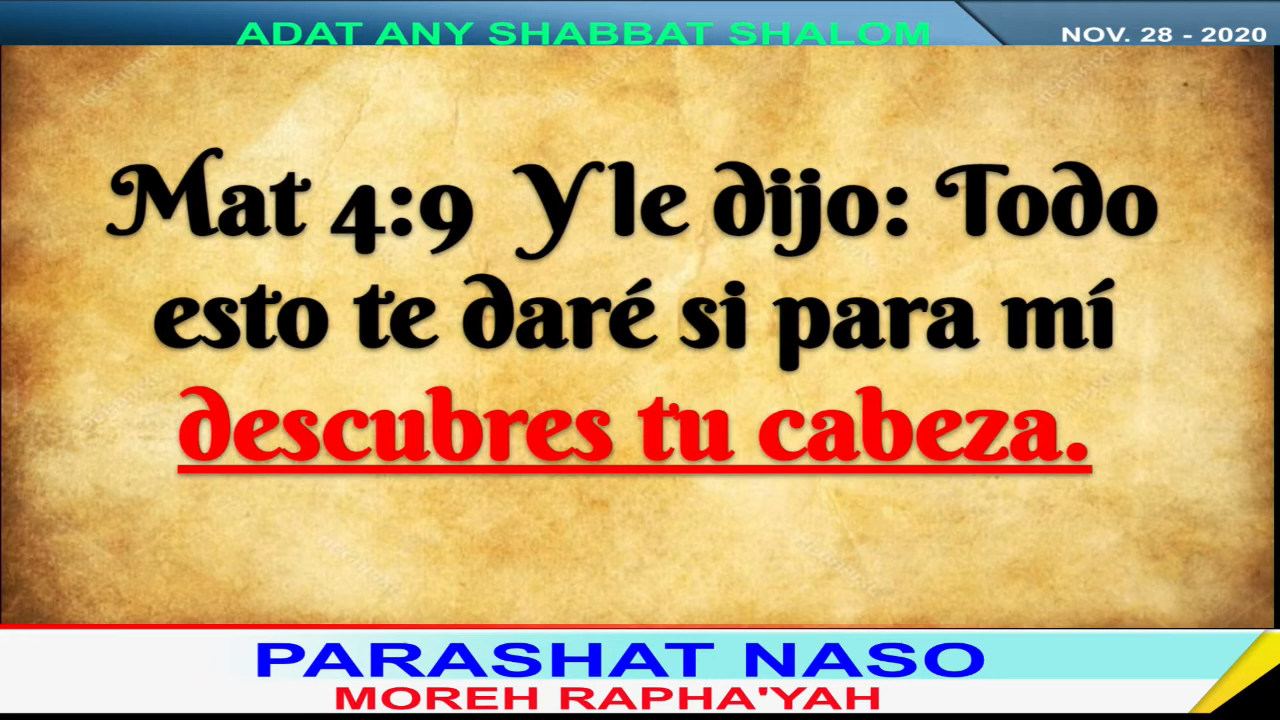 ADAT ANY SHABBAT SHALOM
NOV. 28 - 2020
Mat 4:9 Y le dijo: Todo
esto te daré si para mí
descubres tu cabeza.
PARASHAT NASO
MOREH RAPHA'YAH